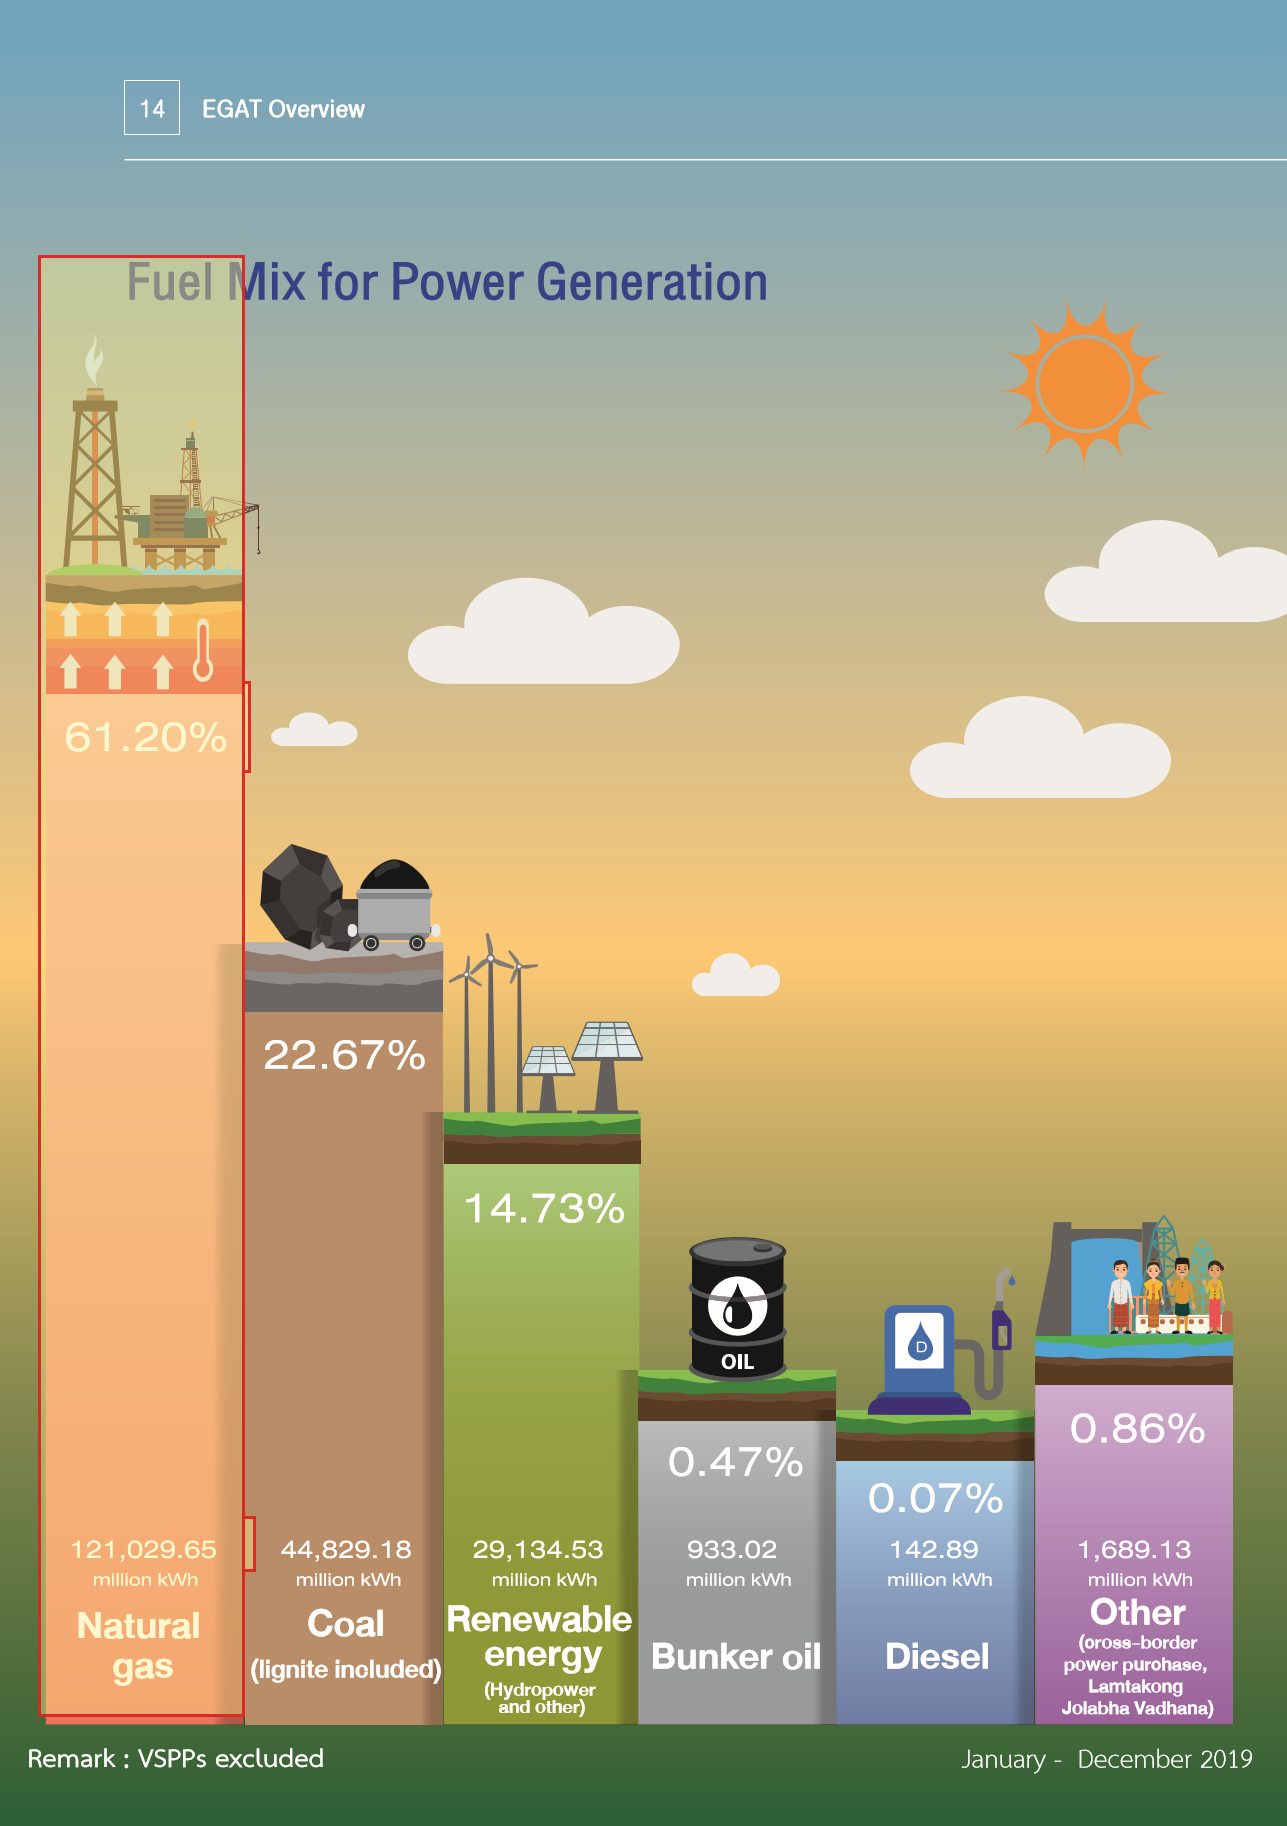 14 EGAT Overview
Fuel Mix for Power Generation
61.20%
121,029.65
million kWh
Natural
gas
22.67%
44,829.18
million kWh
Coal
(lignite included)
14.73%
29,134.53
million kWh
Renewable
energy
(Hydropower
and other)
OIL
0.47%
933.02
million kWh
Bunker oil
D
0.07%
142.89
million kWh
Diesel
0.86%
1,689.13
million kWh
Other
(oross-border
power purohase,
Lamtakong
Jolabha Vadhana)
Remark : VSPPs excluded
January - December 2019